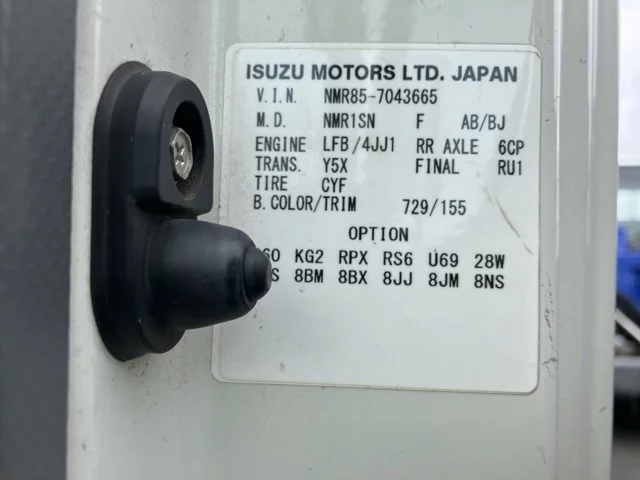 ISUZU MOTORS LTD. JAPAN
V.I.N. NMR85-7043665
M.D. NMR1SN F AB/BJ
ENGINE LFB/4JJ1 RR AXLE 6CP
TRANS. Y5X FINAL RU1
TIRE CYF
B.COLOR/TRIM 729/155
OPTION
KG2 RPX RS6 U69 28W
8BM 8BX 8JJ 8JM 8NS